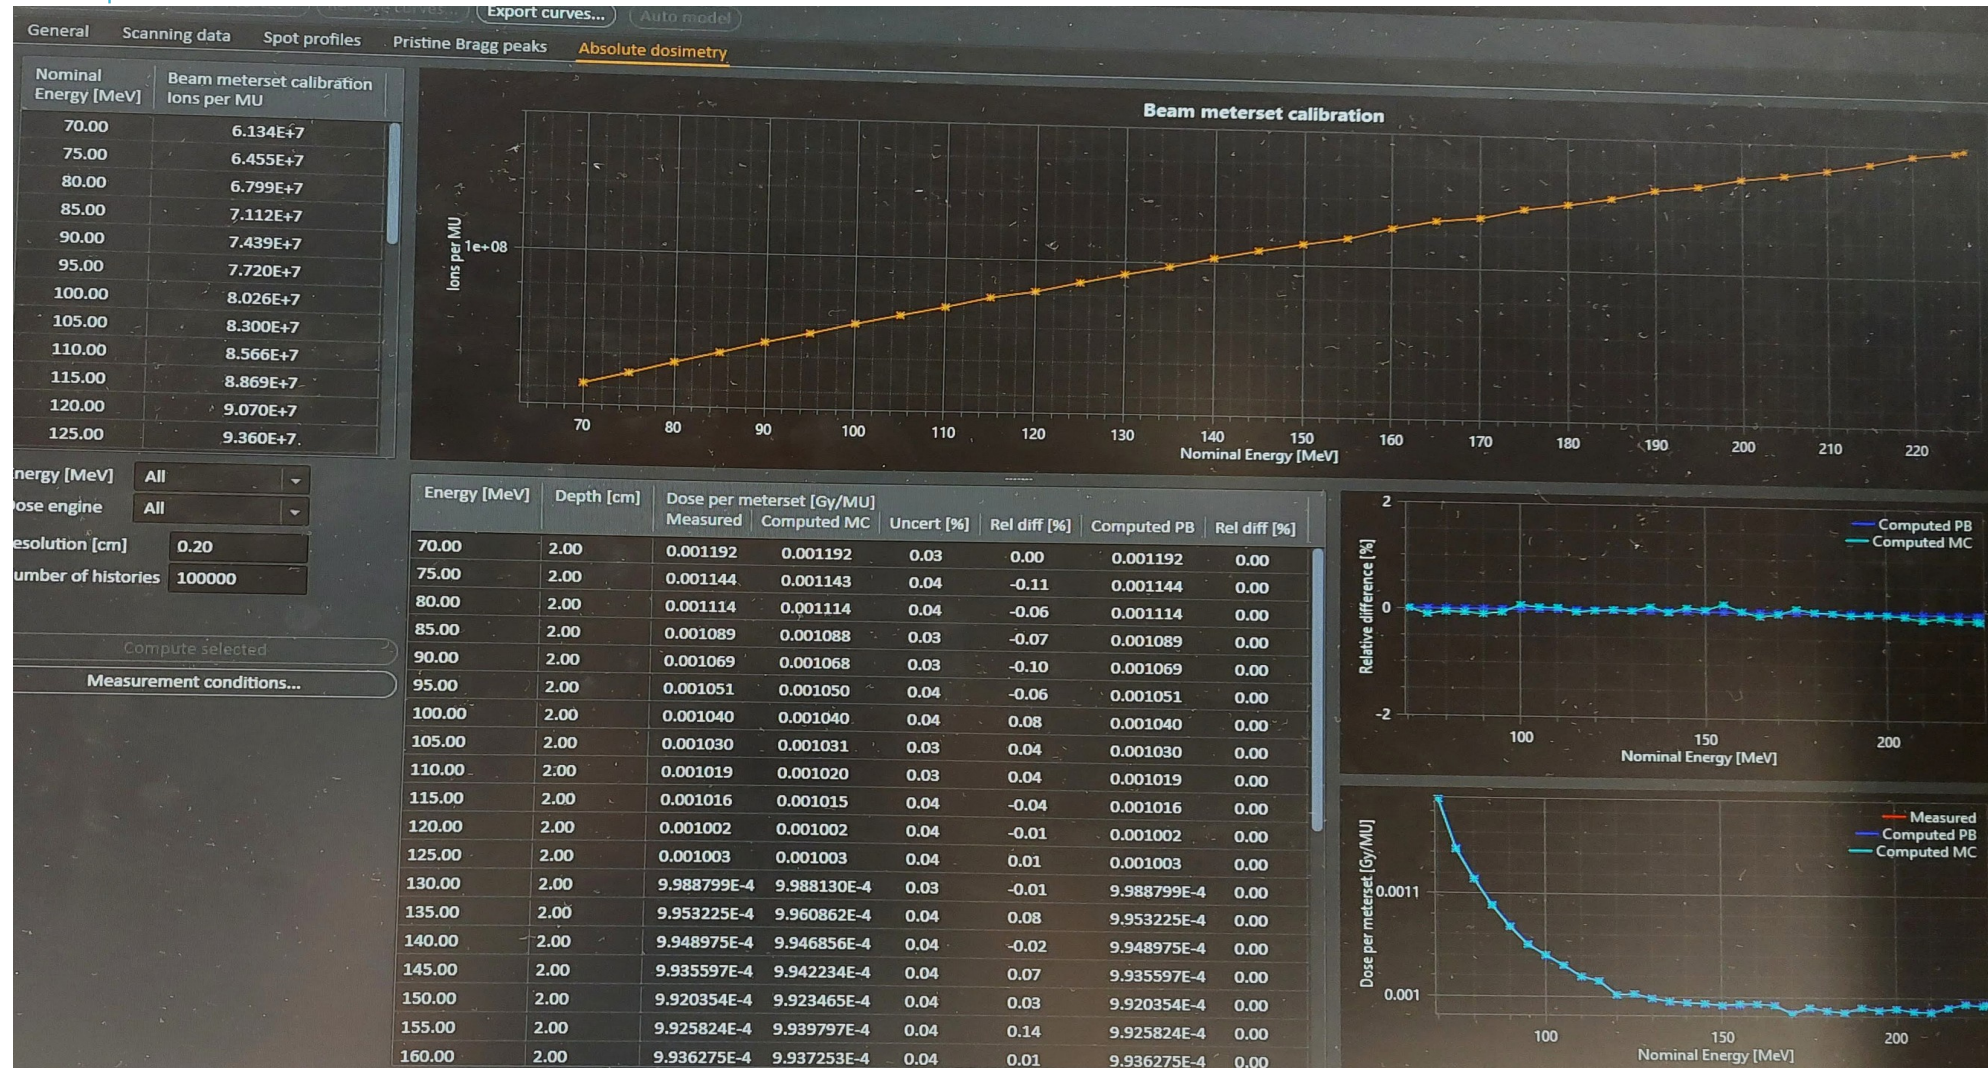 Export curves...
Auto model
General Scanning data Spot profiles Pristine Bragg peaks Absolute dosimetry
Nominal Energy [MeV] Beam meterset calibration Ions per MU
70.00 6.134E+7
75.00 6.455E+7
80.00 6.799E+7
85.00 7.112E+7
90.00 7.439E+7
95.00 7.720E+7
100.00 8.026E+7
105.00 8.300E+7
110.00 8.566E+7
115.00 8.869E+7
120.00 9.070E+7
125.00 9.360E+7
Beam meterset calibration
Ions per MU
1e+08
70 80 90 100 110 120 130 140 150 160 170 180 190 200 210 220
Nominal Energy [MeV]
nergy [MeV] All
ose engine All
esolution [cm] 0.20
umber of histories 100000
Compute selected
Measurement conditions...
Energy [MeV] Depth [cm] Dose per meterset [Gy/MU]
Measured Computed MC Uncert [%] Rel diff [%] Computed PB Rel diff [%]
70.00 2.00 0.001192 0.001192 0.03 0.00 0.001192 0.00
75.00 2.00 0.001144 0.001143 0.04 -0.11 0.001144 0.00
80.00 2.00 0.001114 0.001114 0.04 -0.06 0.001114 0.00
85.00 2.00 0.001089 0.001088 0.03 -0.07 0.001089 0.00
90.00 2.00 0.001069 0.001068 0.03 -0.10 0.001069 0.00
95.00 2.00 0.001051 0.001050 0.04 -0.06 0.001051 0.00
100.00 2.00 0.001040 0.001040 0.04 0.08 0.001040 0.00
105.00 2.00 0.001030 0.001031 0.03 0.04 0.001030 0.00
110.00 2.00 0.001019 0.001020 0.03 0.04 0.001019 0.00
115.00 2.00 0.001016 0.001015 0.04 -0.04 0.001016 0.00
120.00 2.00 0.001002 0.001002 0.04 -0.01 0.001002 0.00
125.00 2.00 0.001003 0.001003 0.04 0.01 0.001003 0.00
130.00 2.00 9.988799E-4 9.988130E-4 0.03 -0.01 9.988799E-4 0.00
135.00 2.00 9.953225E-4 9.960862E-4 0.04 0.08 9.953225E-4 0.00
140.00 2.00 9.948975E-4 9.946856E-4 0.04 -0.02 9.948975E-4 0.00
145.00 2.00 9.935597E-4 9.942234E-4 0.04 0.07 9.935597E-4 0.00
150.00 2.00 9.920354E-4 9.923465E-4 0.04 0.03 9.920354E-4 0.00
155.00 2.00 9.925824E-4 9.939797E-4 0.04 0.14 9.925824E-4 0.00
160.00 2.00 9.936275E-4 9.937253E-4 0.04 0.01 9.936275E-4 0.00
Relative difference [%]
2
0
-2
Computed PB
Computed MC
100 150 200
Nominal Energy [MeV]
Dose per meterset [Gy/MU]
0.0011
0.001
Measured
Computed PB
Computed MC
100 150 200
Nominal Energy [MeV]